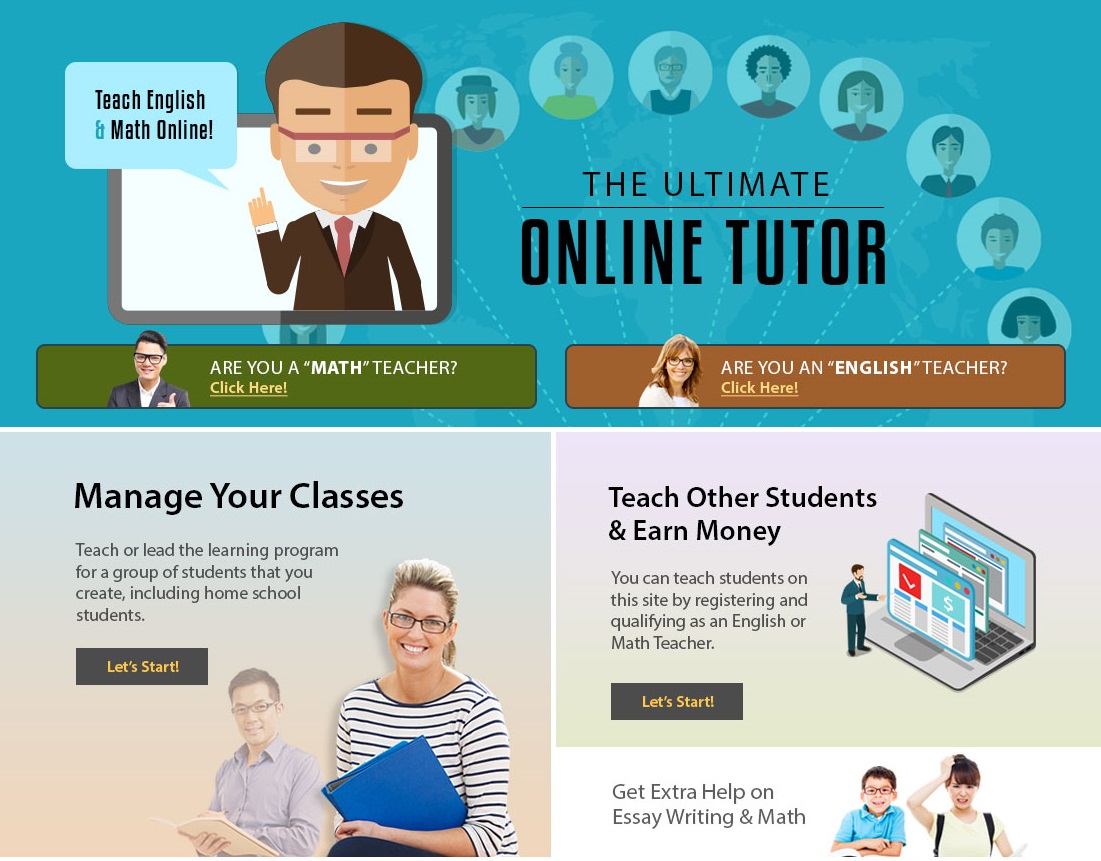 Teach English
& Math Online!
THE ULTIMATE
ONLINE TUTOR
ARE YOU A “MATH” TEACHER?
Click Here!
ARE YOU AN “ENGLISH” TEACHER?
Click Here!
Manage Your Classes
Teach or lead the learning program
for a group of students that you
create, including home school
students.
Let’s Start!
Teach Other Students
& Earn Money
You can teach students on
this site by registering and
qualifying as an English or
Math Teacher.
$
Let’s Start!
Get Extra Help on
Essay Writing & Math